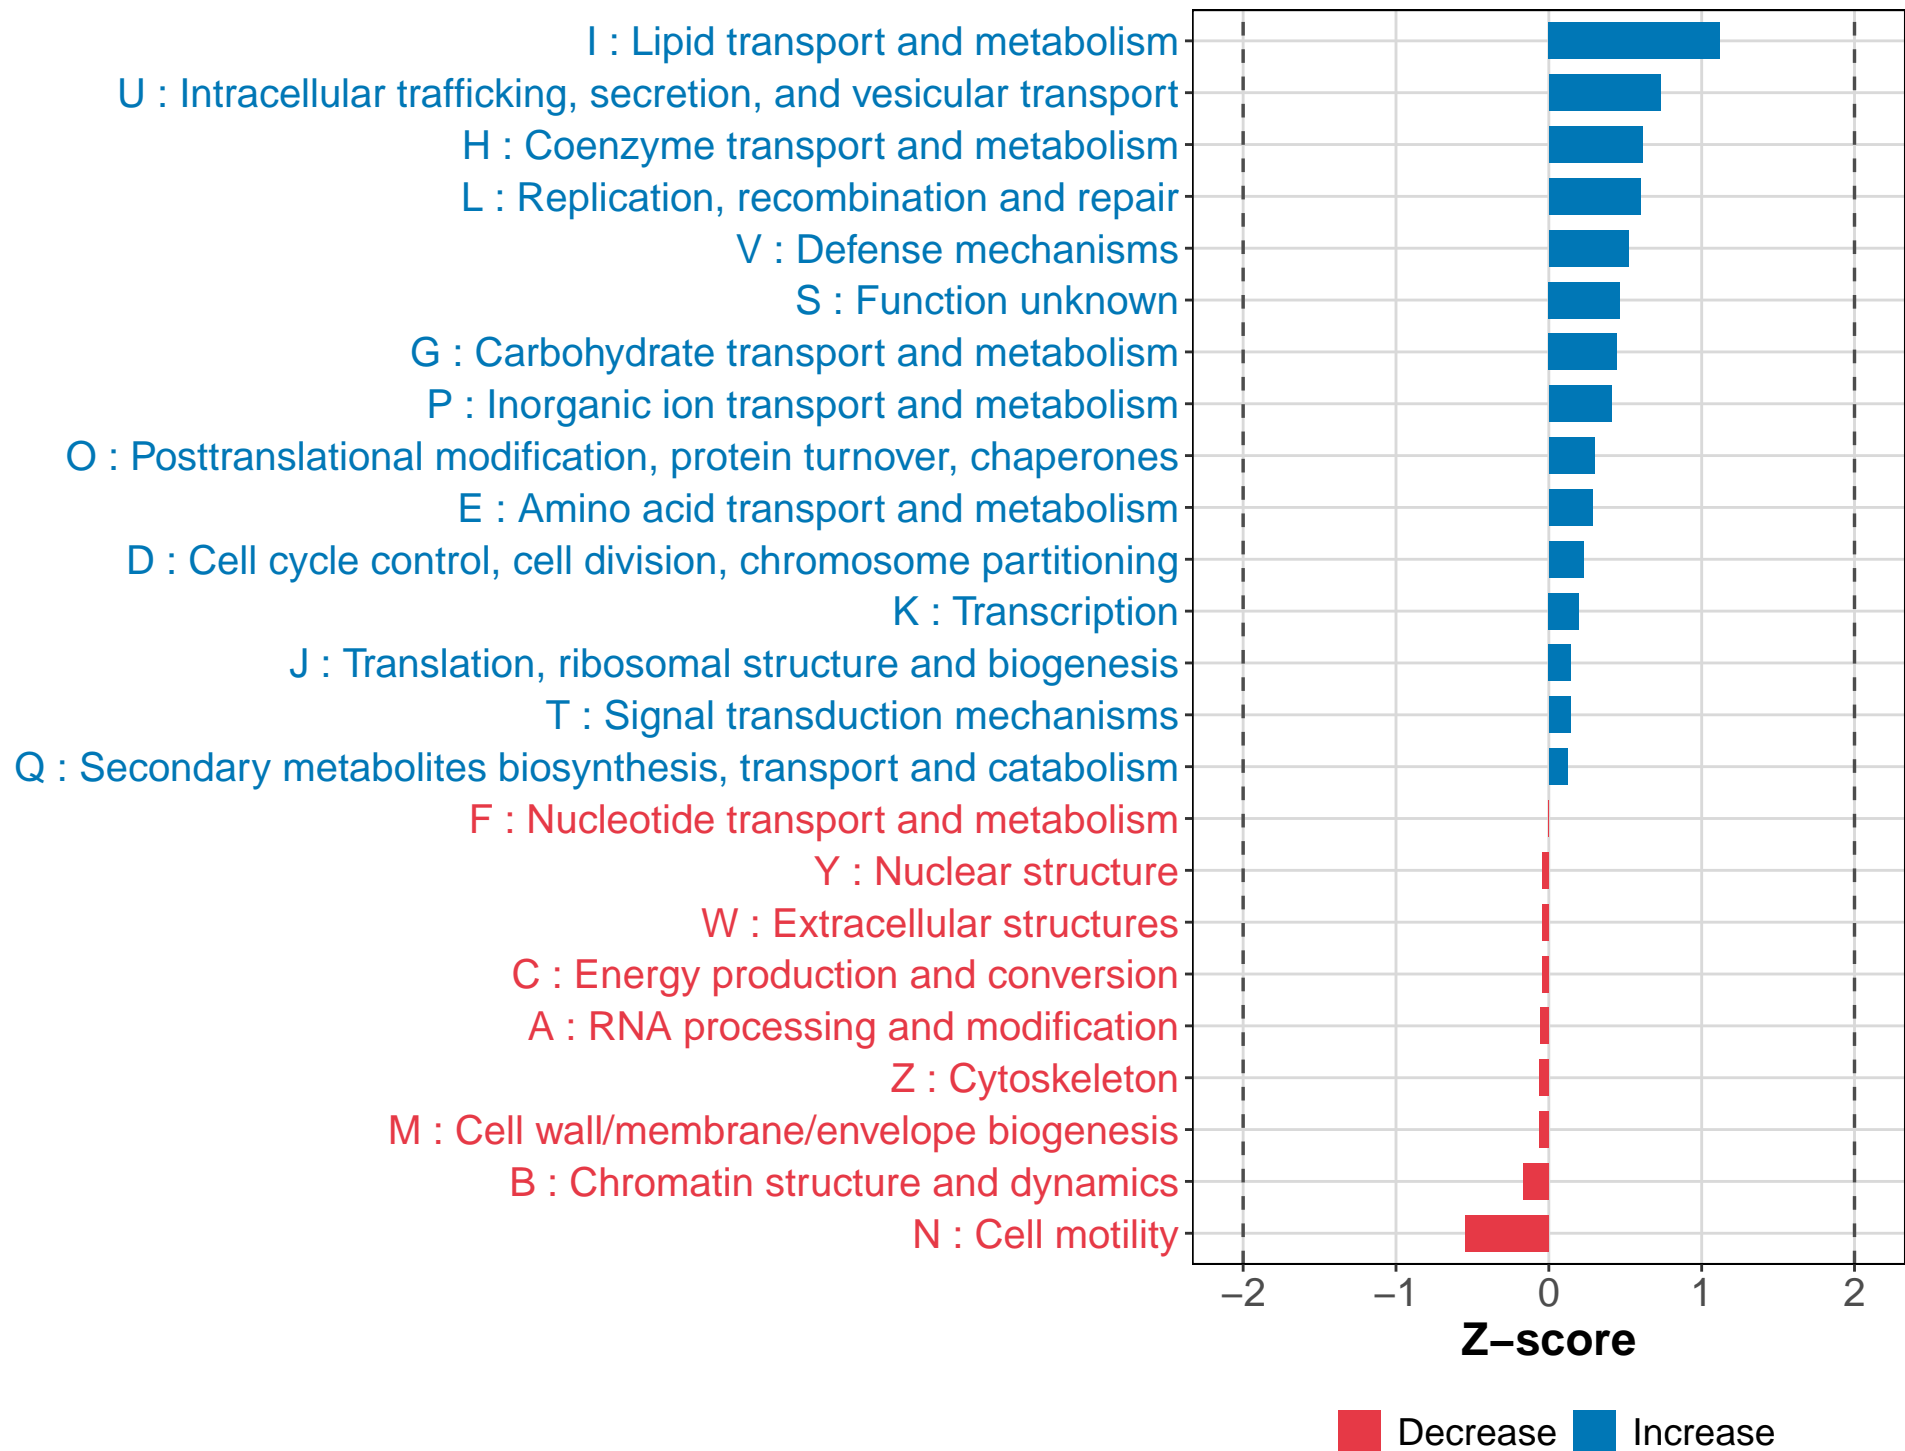 I : Lipid transport and metabolism
U : Intracellular trafficking, secretion, and vesicular transport
H : Coenzyme transport and metabolism
L : Replication, recombination and repair
V : Defense mechanisms
S : Function unknown
G : Carbohydrate transport and metabolism
P : Inorganic ion transport and metabolism
O : Posttranslational modification, protein turnover, chaperones
E : Amino acid transport and metabolism
D : Cell cycle control, cell division, chromosome partitioning
K : Transcription
J : Translation, ribosomal structure and biogenesis
T : Signal transduction mechanisms
Q : Secondary metabolites biosynthesis, transport and catabolism
F : Nucleotide transport and metabolism
Y : Nuclear structure
W : Extracellular structures
C : Energy production and conversion
A : RNA processing and modification
Z : Cytoskeleton
M : Cell wall/membrane/envelope biogenesis
B : Chromatin structure and dynamics
N : Cell motility
−2 −1 0 1 2
Z−score
Decrease Increase